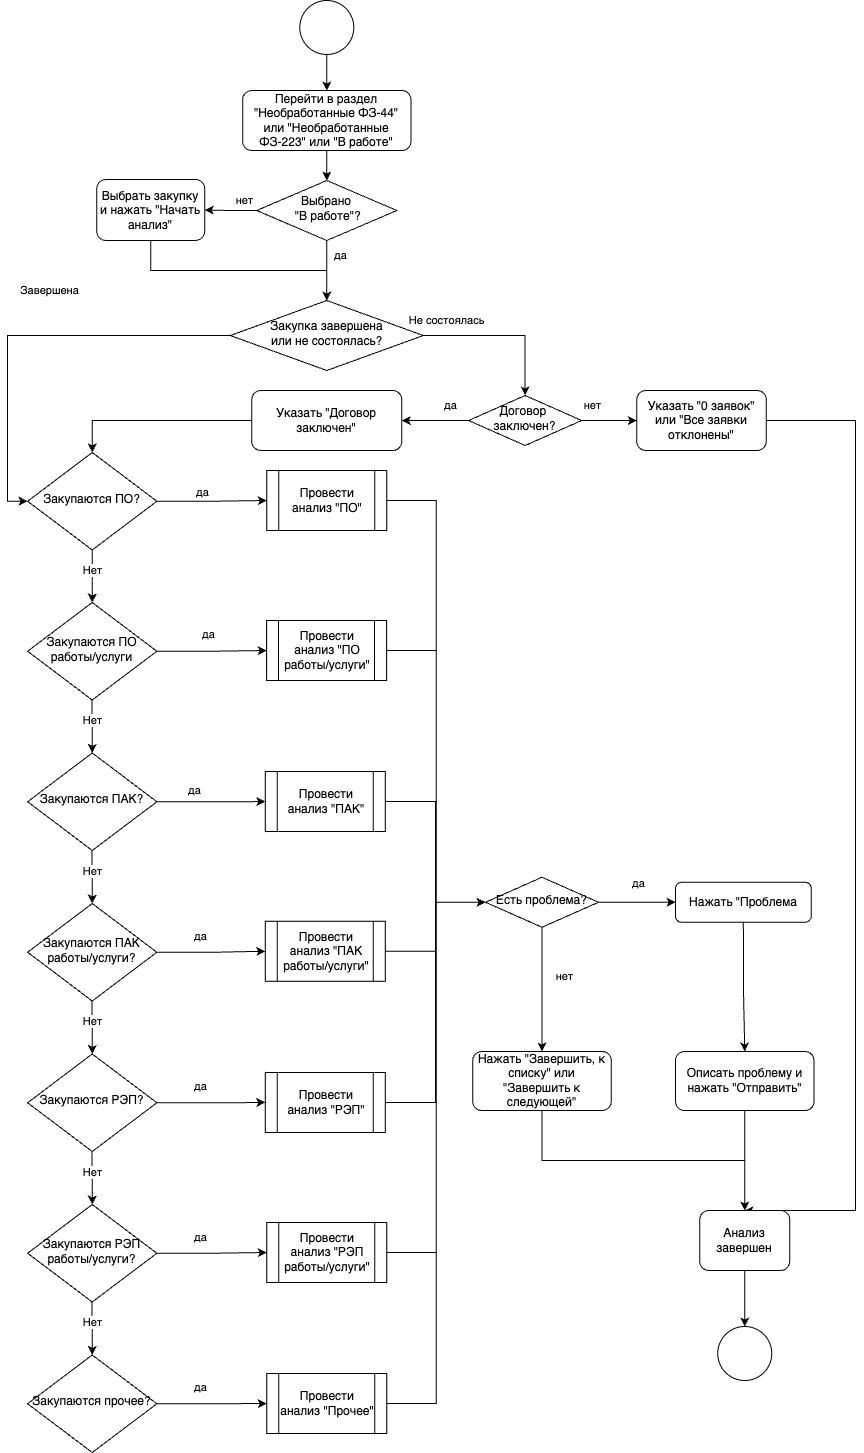 Перейти в раздел
"Необработанные ФЗ-44"
или "Необработанные
ФЗ-223" или "В работе"
Выбрать закупку
и нажать "Начать
анализ"
нет
Выбрано
"В работе"?
да
Завершена
Закупка завершена
или не состоялась?
Не состоялась
Указать "Договор
заключен"
да
Договор
заключен?
нет
Указать "0 заявок"
или "Все заявки
отклонены"
Закупаются ПО?
да
Провести
анализ "ПО"
Нет
Закупаются ПО
работы/услуги
да
Провести
анализ "ПО
работы/услуги"
Нет
Закупаются ПАК?
да
Провести
анализ "ПАК"
Нет
Есть проблема?
да
Нажать "Проблема
Закупаются ПАК
работы/услуги?
да
Провести
анализ "ПАК
работы/услуги"
нет
Нет
Нажать "Завершить, к
списку" или
"Завершить к
следующей"
Описать проблему и
нажать "Отправить"
Закупаются РЭП?
да
Провести
анализ "РЭП"
Нет
Закупаются РЭП
работы/услуги?
да
Провести
анализ "РЭП
работы/услуги"
Анализ
завершен
Нет
Закупаются прочее?
да
Провести
анализ "Прочее"